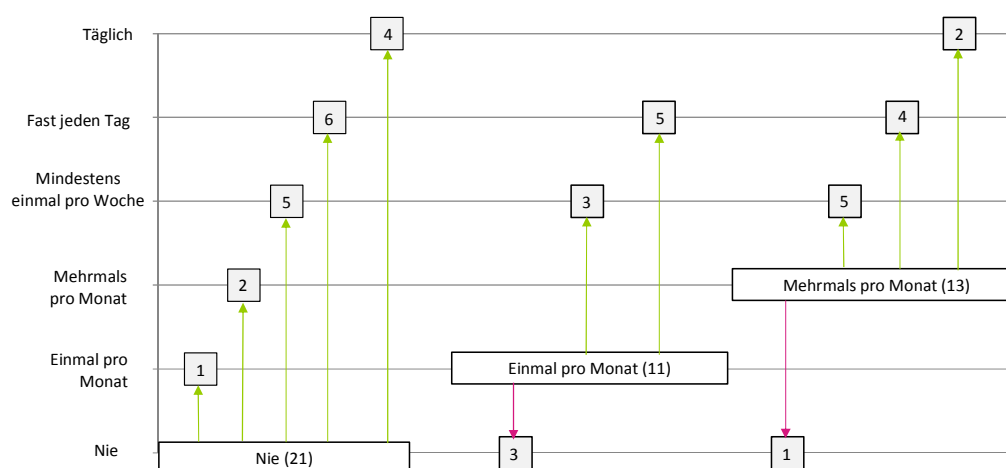 Täglich
4
2
Fast jeden Tag
6
5
4
Mindestens
einmal pro Woche
5
3
5
Mehrmals
pro Monat
2
Mehrmals pro Monat (13)
Einmal pro
Monat
1
Einmal pro Monat (11)
Nie
Nie (21)
3
1